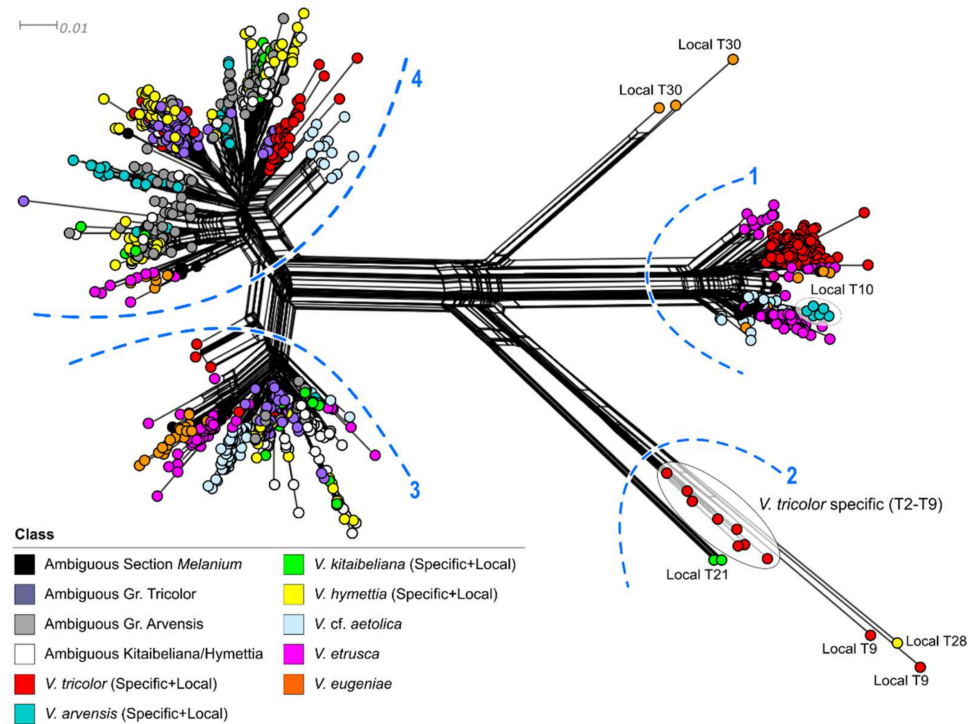 0.01
Local T30
Local T30
4
1
Local T10
3
2
V. tricolor specific (T2-T9)
Local T21
Local T9
Local T28
Local T9
Class
Ambiguous Section Melanium
Ambiguous Gr. Tricolor
Ambiguous Gr. Arvensis
Ambiguous Kitaibeliana/Hymettia
V. tricolor (Specific+Local)
V. arvensis (Specific+Local)
V. kitaibeliana (Specific+Local)
V. hymettia (Specific+Local)
V. cf. aetolica
V. etrusca
V. eugeniae